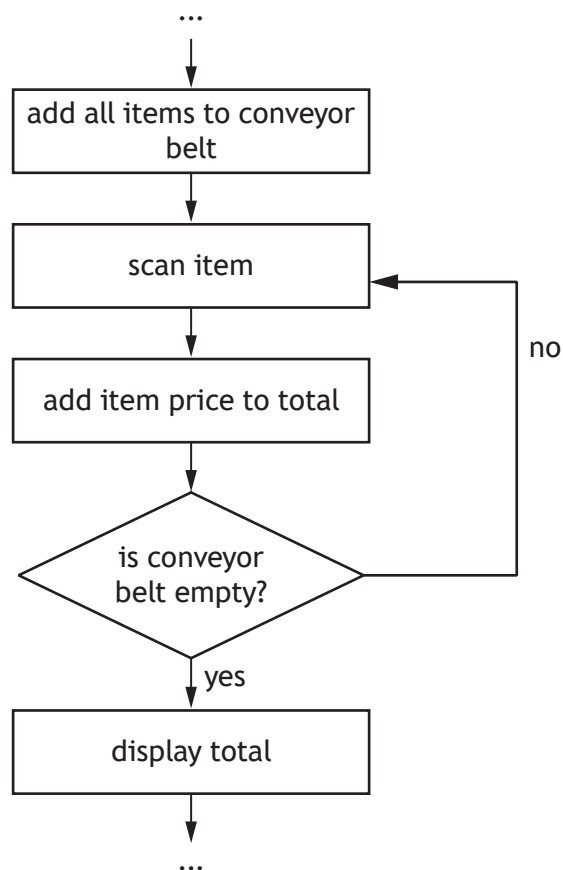 ...
add all items to conveyor
belt
scan item
no
add item price to total
is conveyor
belt empty?
yes
display total
...